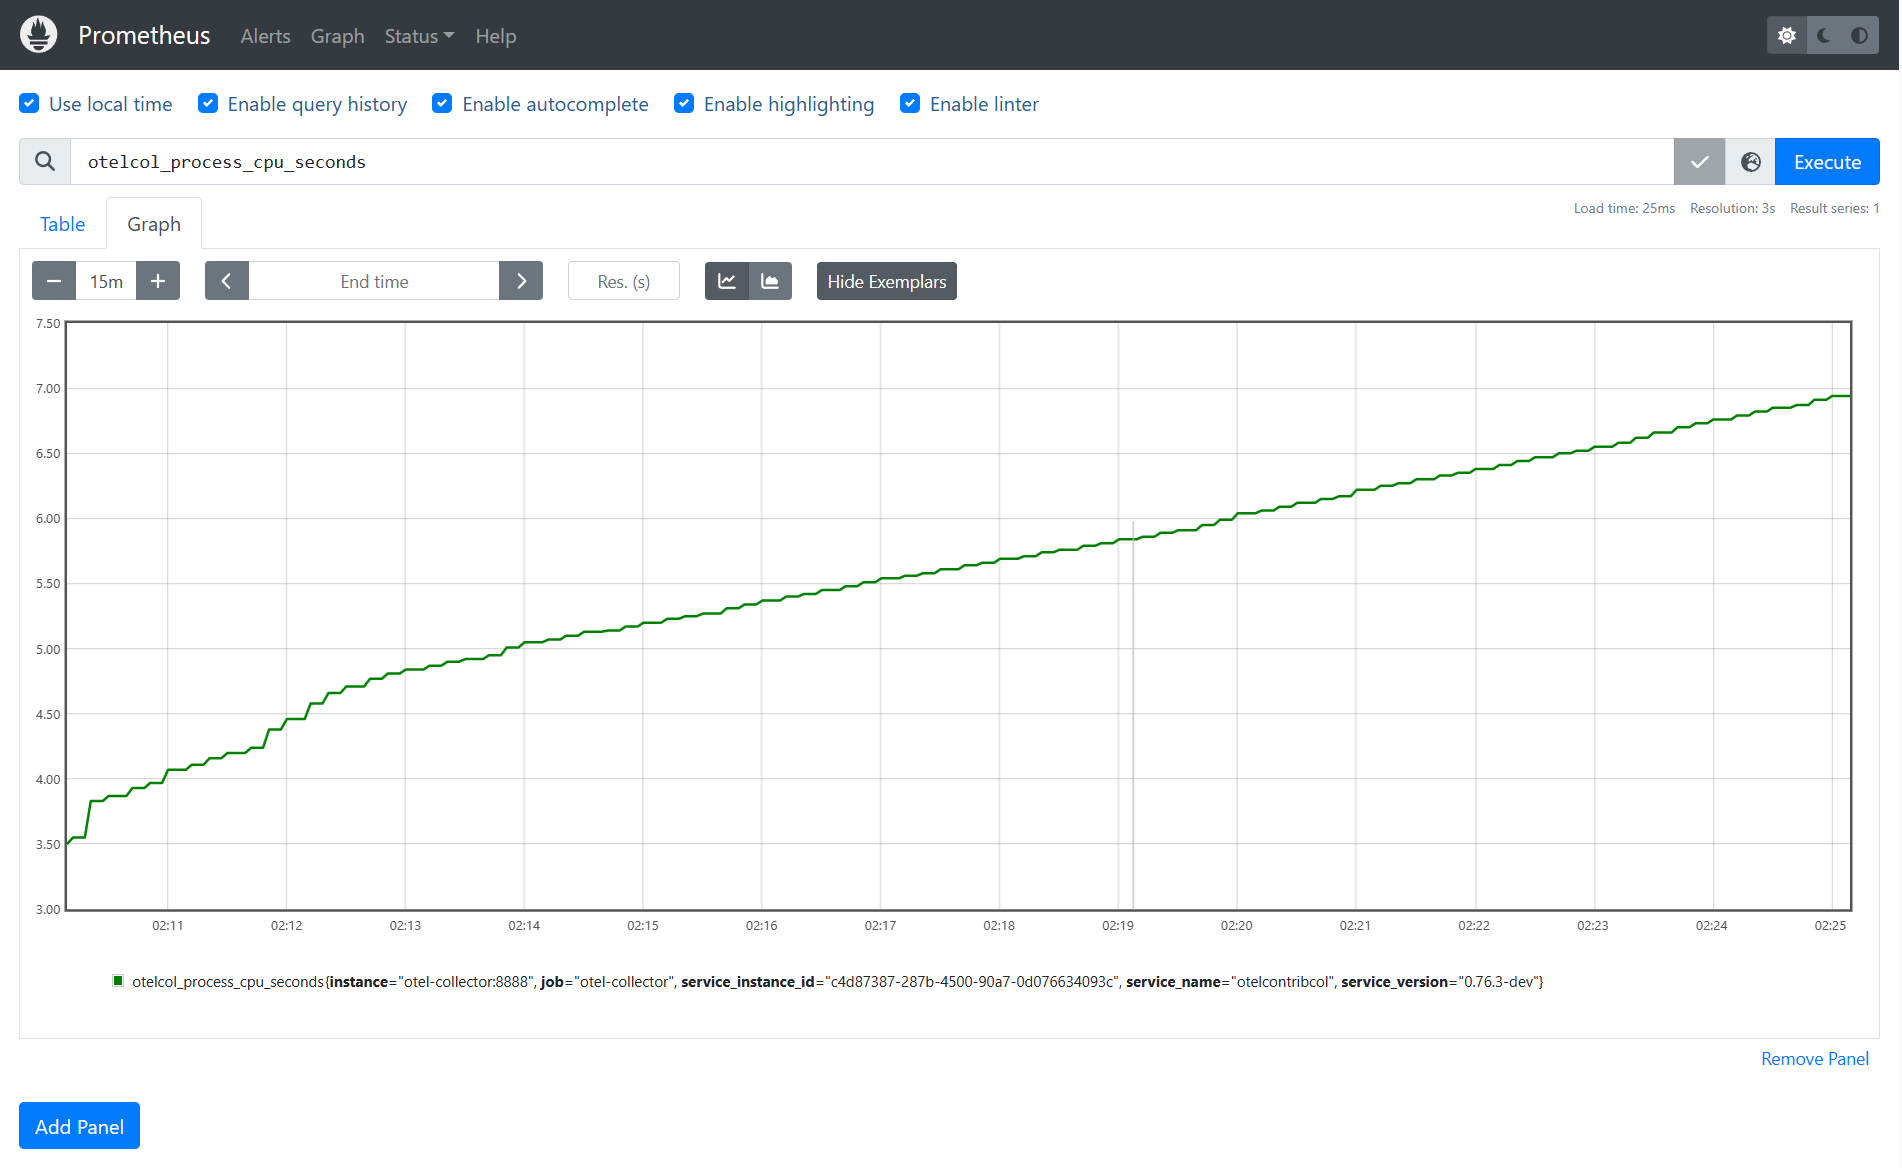 Prometheus Alerts Graph Status Help
Use local time Enable query history Enable autocomplete Enable highlighting Enable linter
otelcol_process_cpu_seconds Execute
Table Graph Load time: 25ms Resolution: 3s Result series: 1
15m End time Res. (s) Hide Exemplars
7.50
7.00
6.50
6.00
5.50
5.00
4.50
4.00
3.50
3.00
02:11 02:12 02:13 02:14 02:15 02:16 02:17 02:18 02:19 02:20 02:21 02:22 02:23 02:24 02:25
otelcol_process_cpu_seconds{instance="otel-collector:8888", job="otel-collector", service_instance_id="c4d87387-287b-4500-90a7-0d076634093c", service_name="otelcontribcol", service_version="0.76.3-dev"}
Remove Panel
Add Panel